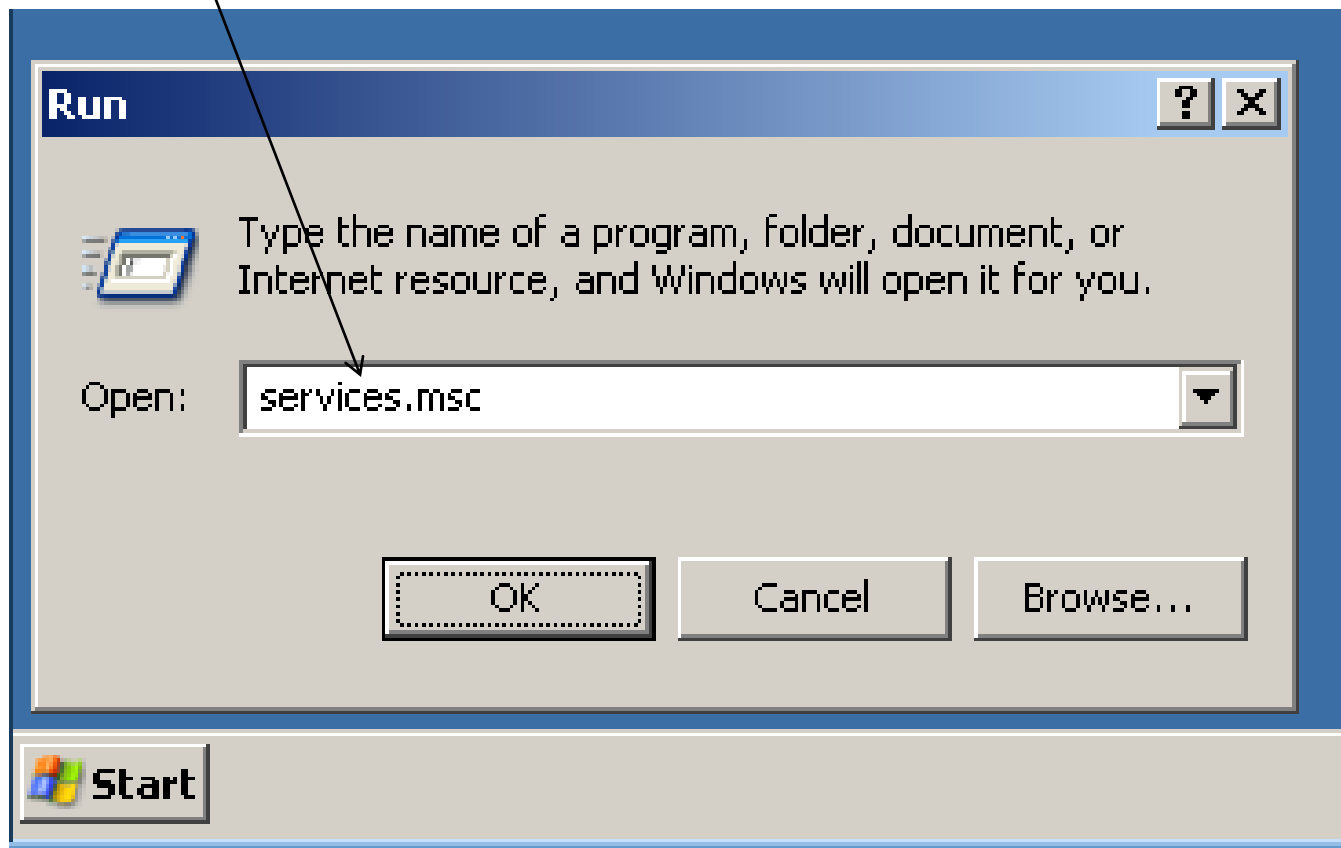 Run
Type the name of a program, folder, document, or
Internet resource, and Windows will open it for you.
Open: services.msc
OK Cancel Browse...
Start